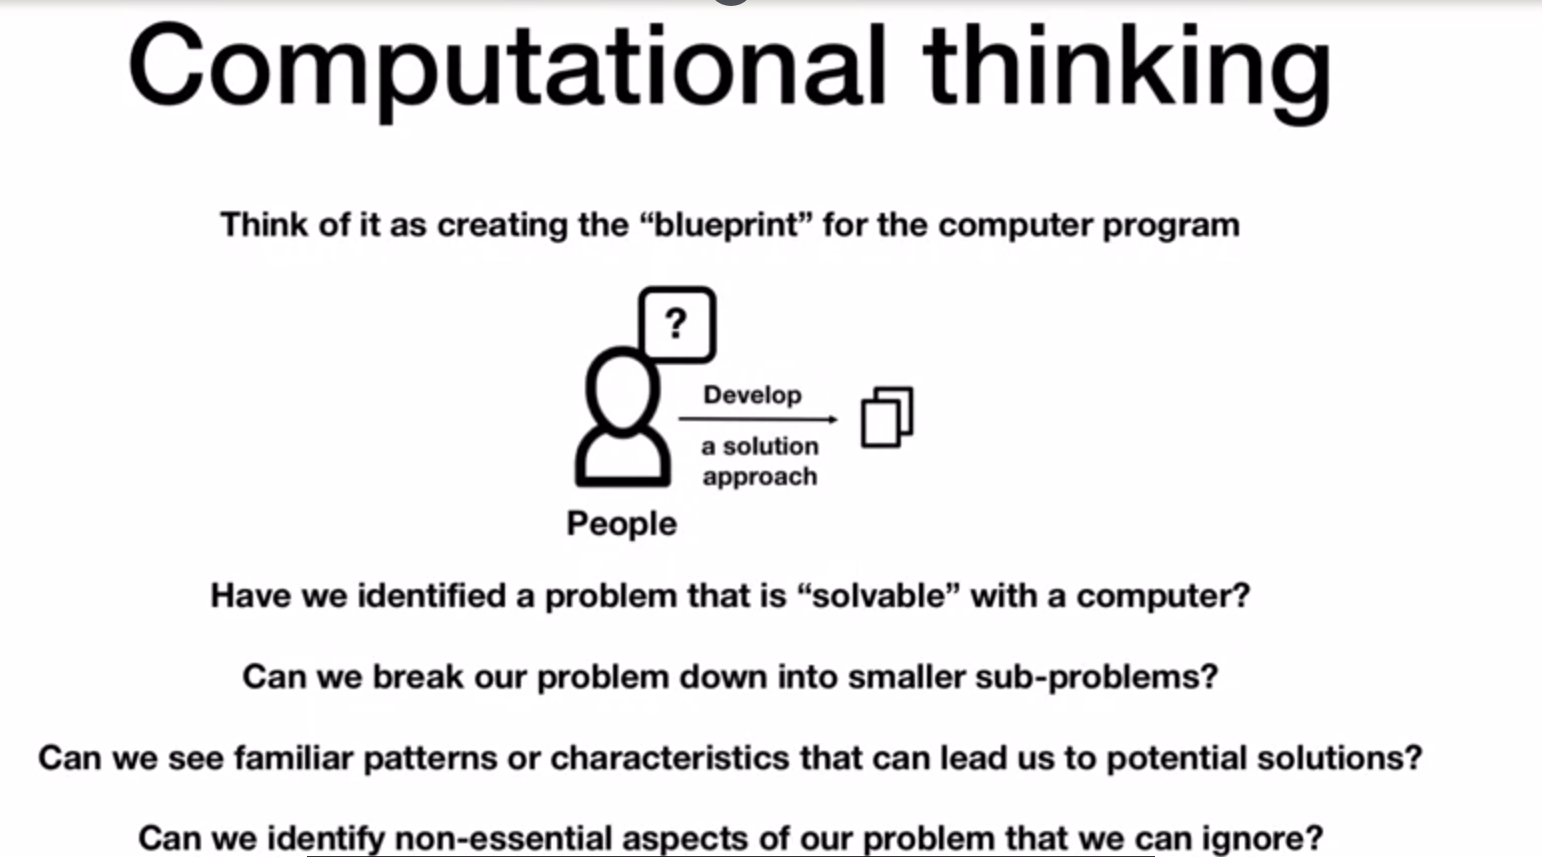 Computational thinking
Think of it as creating the “blueprint” for the computer program
?
Develop
a solution
approach
People
Have we identified a problem that is “solvable” with a computer?
Can we break our problem down into smaller sub-problems?
Can we see familiar patterns or characteristics that can lead us to potential solutions?
Can we identify non-essential aspects of our problem that we can ignore?